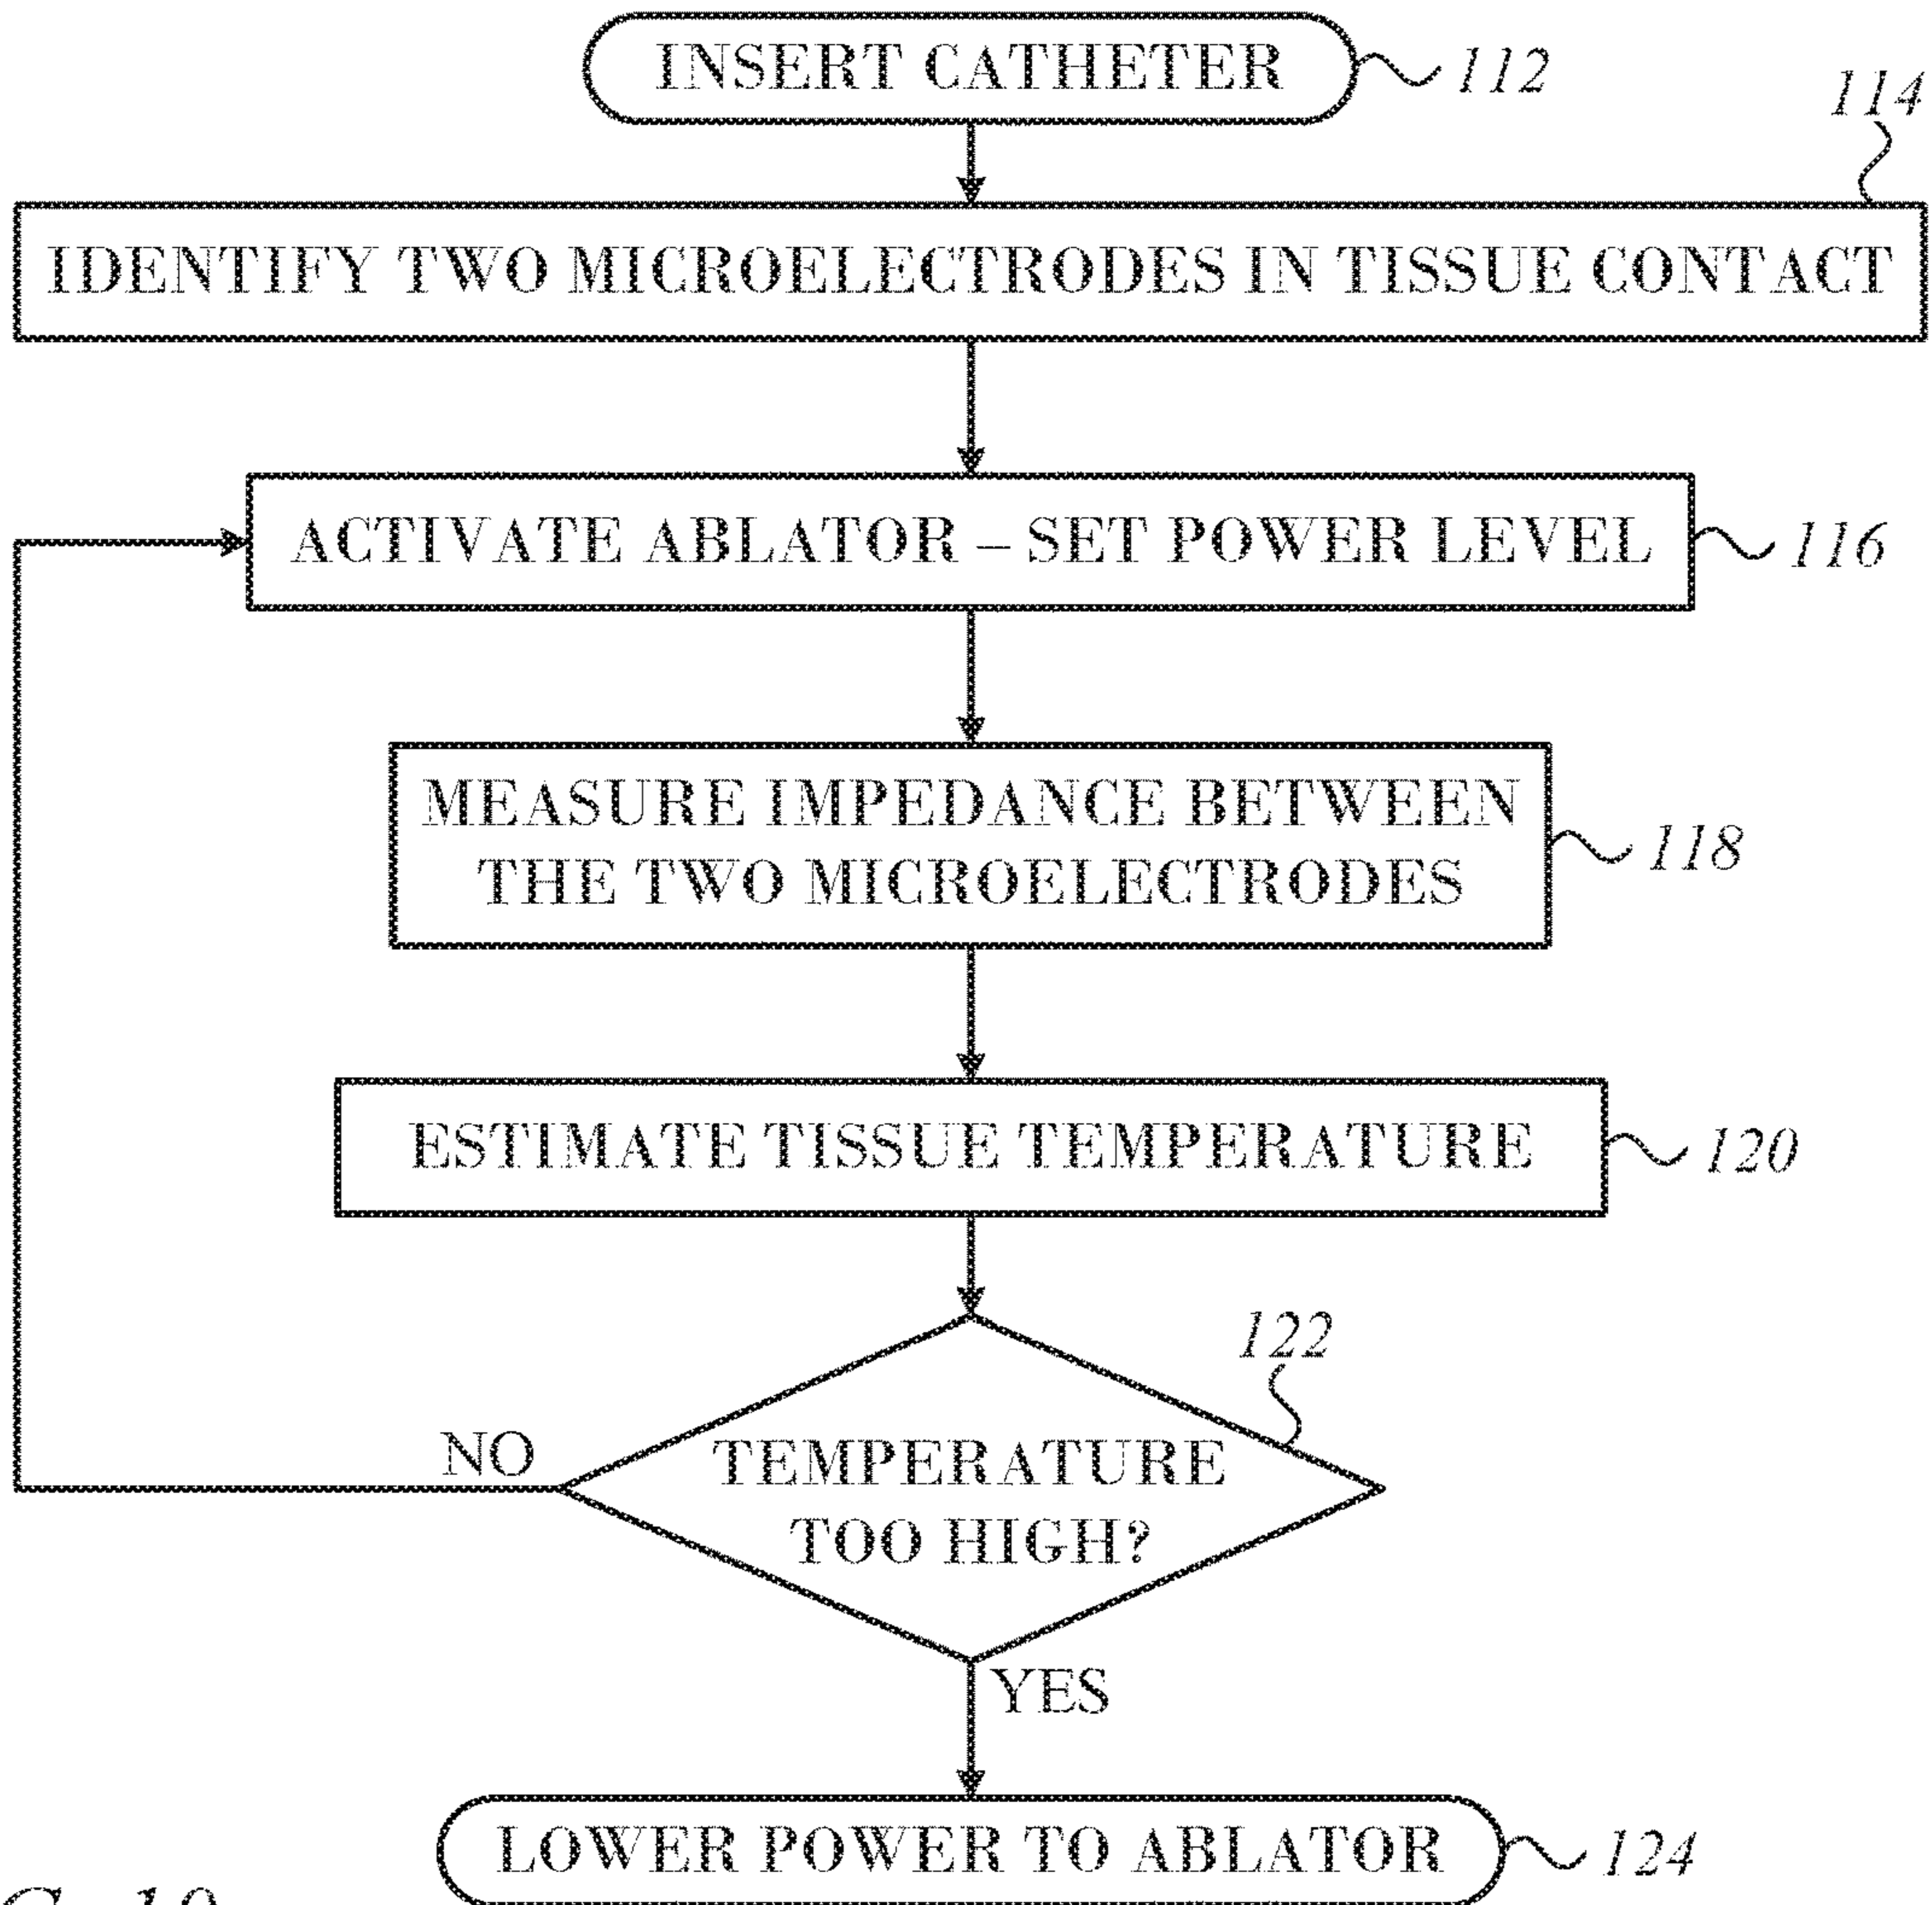 INSERT CATHETER
112
114
IDENTIFY TWO MICROELECTRODES IN TISSUE CONTACT
ACTIVATE ABLATOR – SET POWER LEVEL
116
MEASURE IMPEDANCE BETWEEN
THE TWO MICROELECTRODES
118
ESTIMATE TISSUE TEMPERATURE
120
122
NO
TEMPERATURE
TOO HIGH?
YES
LOWER POWER TO ABLATOR
124